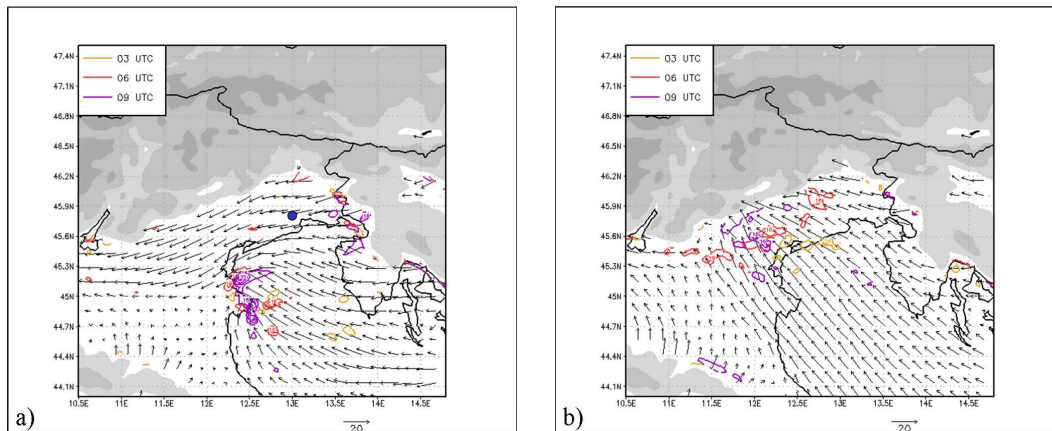 03 UTC
06 UTC
09 UTC
47.4N
47.1N
46.8N
46.5N
46.2N
45.9N
45.6N
45.3N
45N
44.7N
44.4N
44.1N
10.5E 11E 11.5E 12E 12.5E 13E 13.5E 14E 14.5E
20
a)
03 UTC
06 UTC
09 UTC
47.4N
47.1N
46.8N
46.5N
46.2N
45.9N
45.6N
45.3N
45N
44.7N
44.4N
44.1N
10.5E 11E 11.5E 12E 12.5E 13E 13.5E 14E 14.5E
20
b)